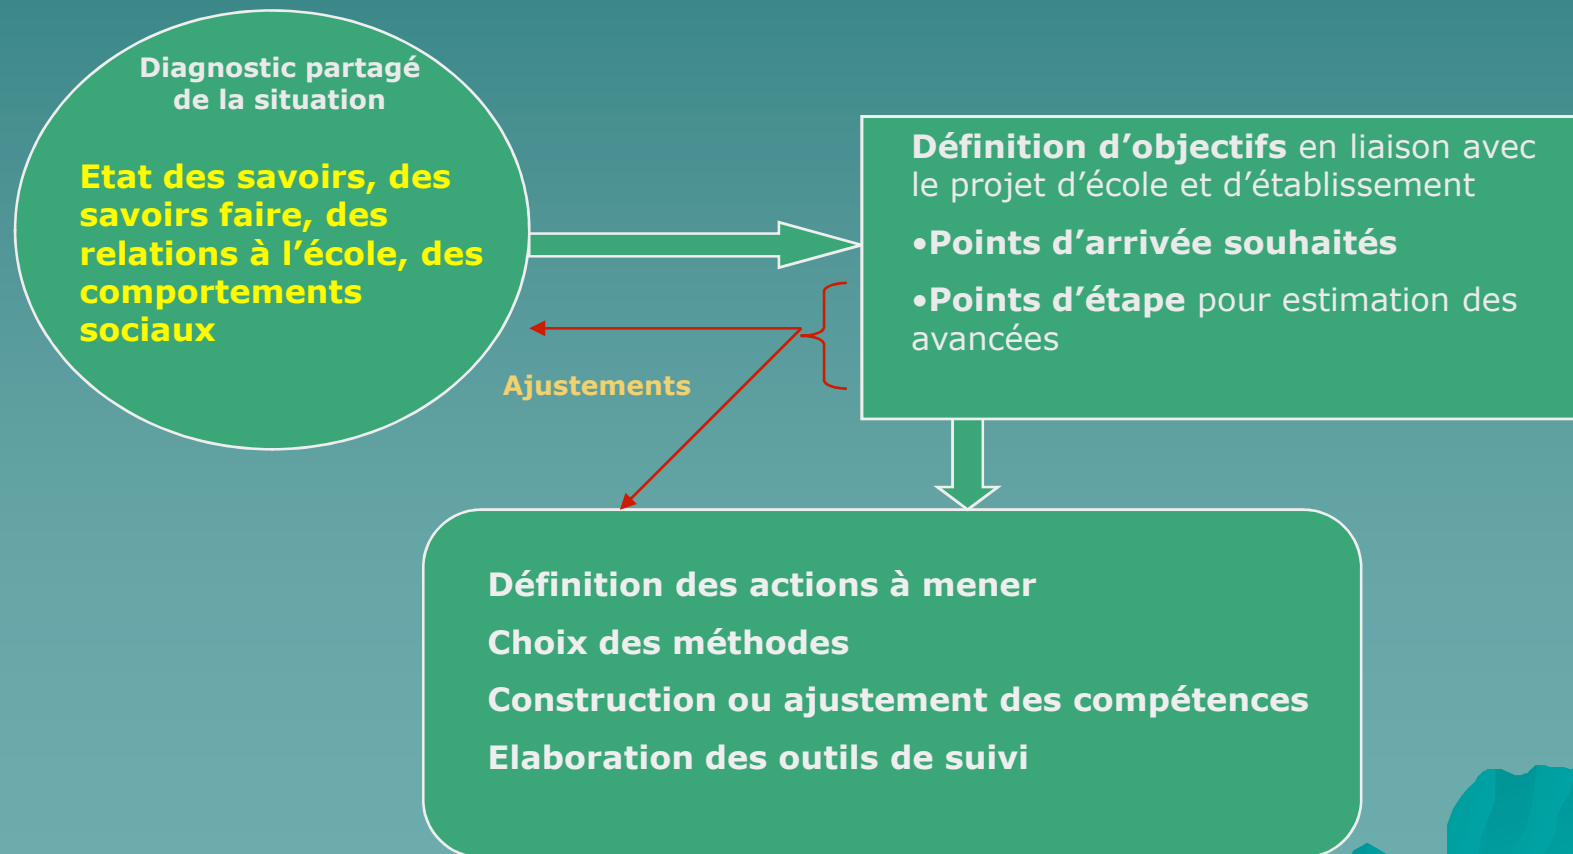 Diagnostic partagé
de la situation
Etat des savoirs, des
savoirs faire, des
relations à l’école, des
comportements
sociaux
Définition d’objectifs en liaison avec
le projet d’école et d’établissement
•Points d’arrivée souhaités
•Points d’étape pour estimation des
avancées
Ajustements
Définition des actions à mener
Choix des méthodes
Construction ou ajustement des compétences
Elaboration des outils de suivi